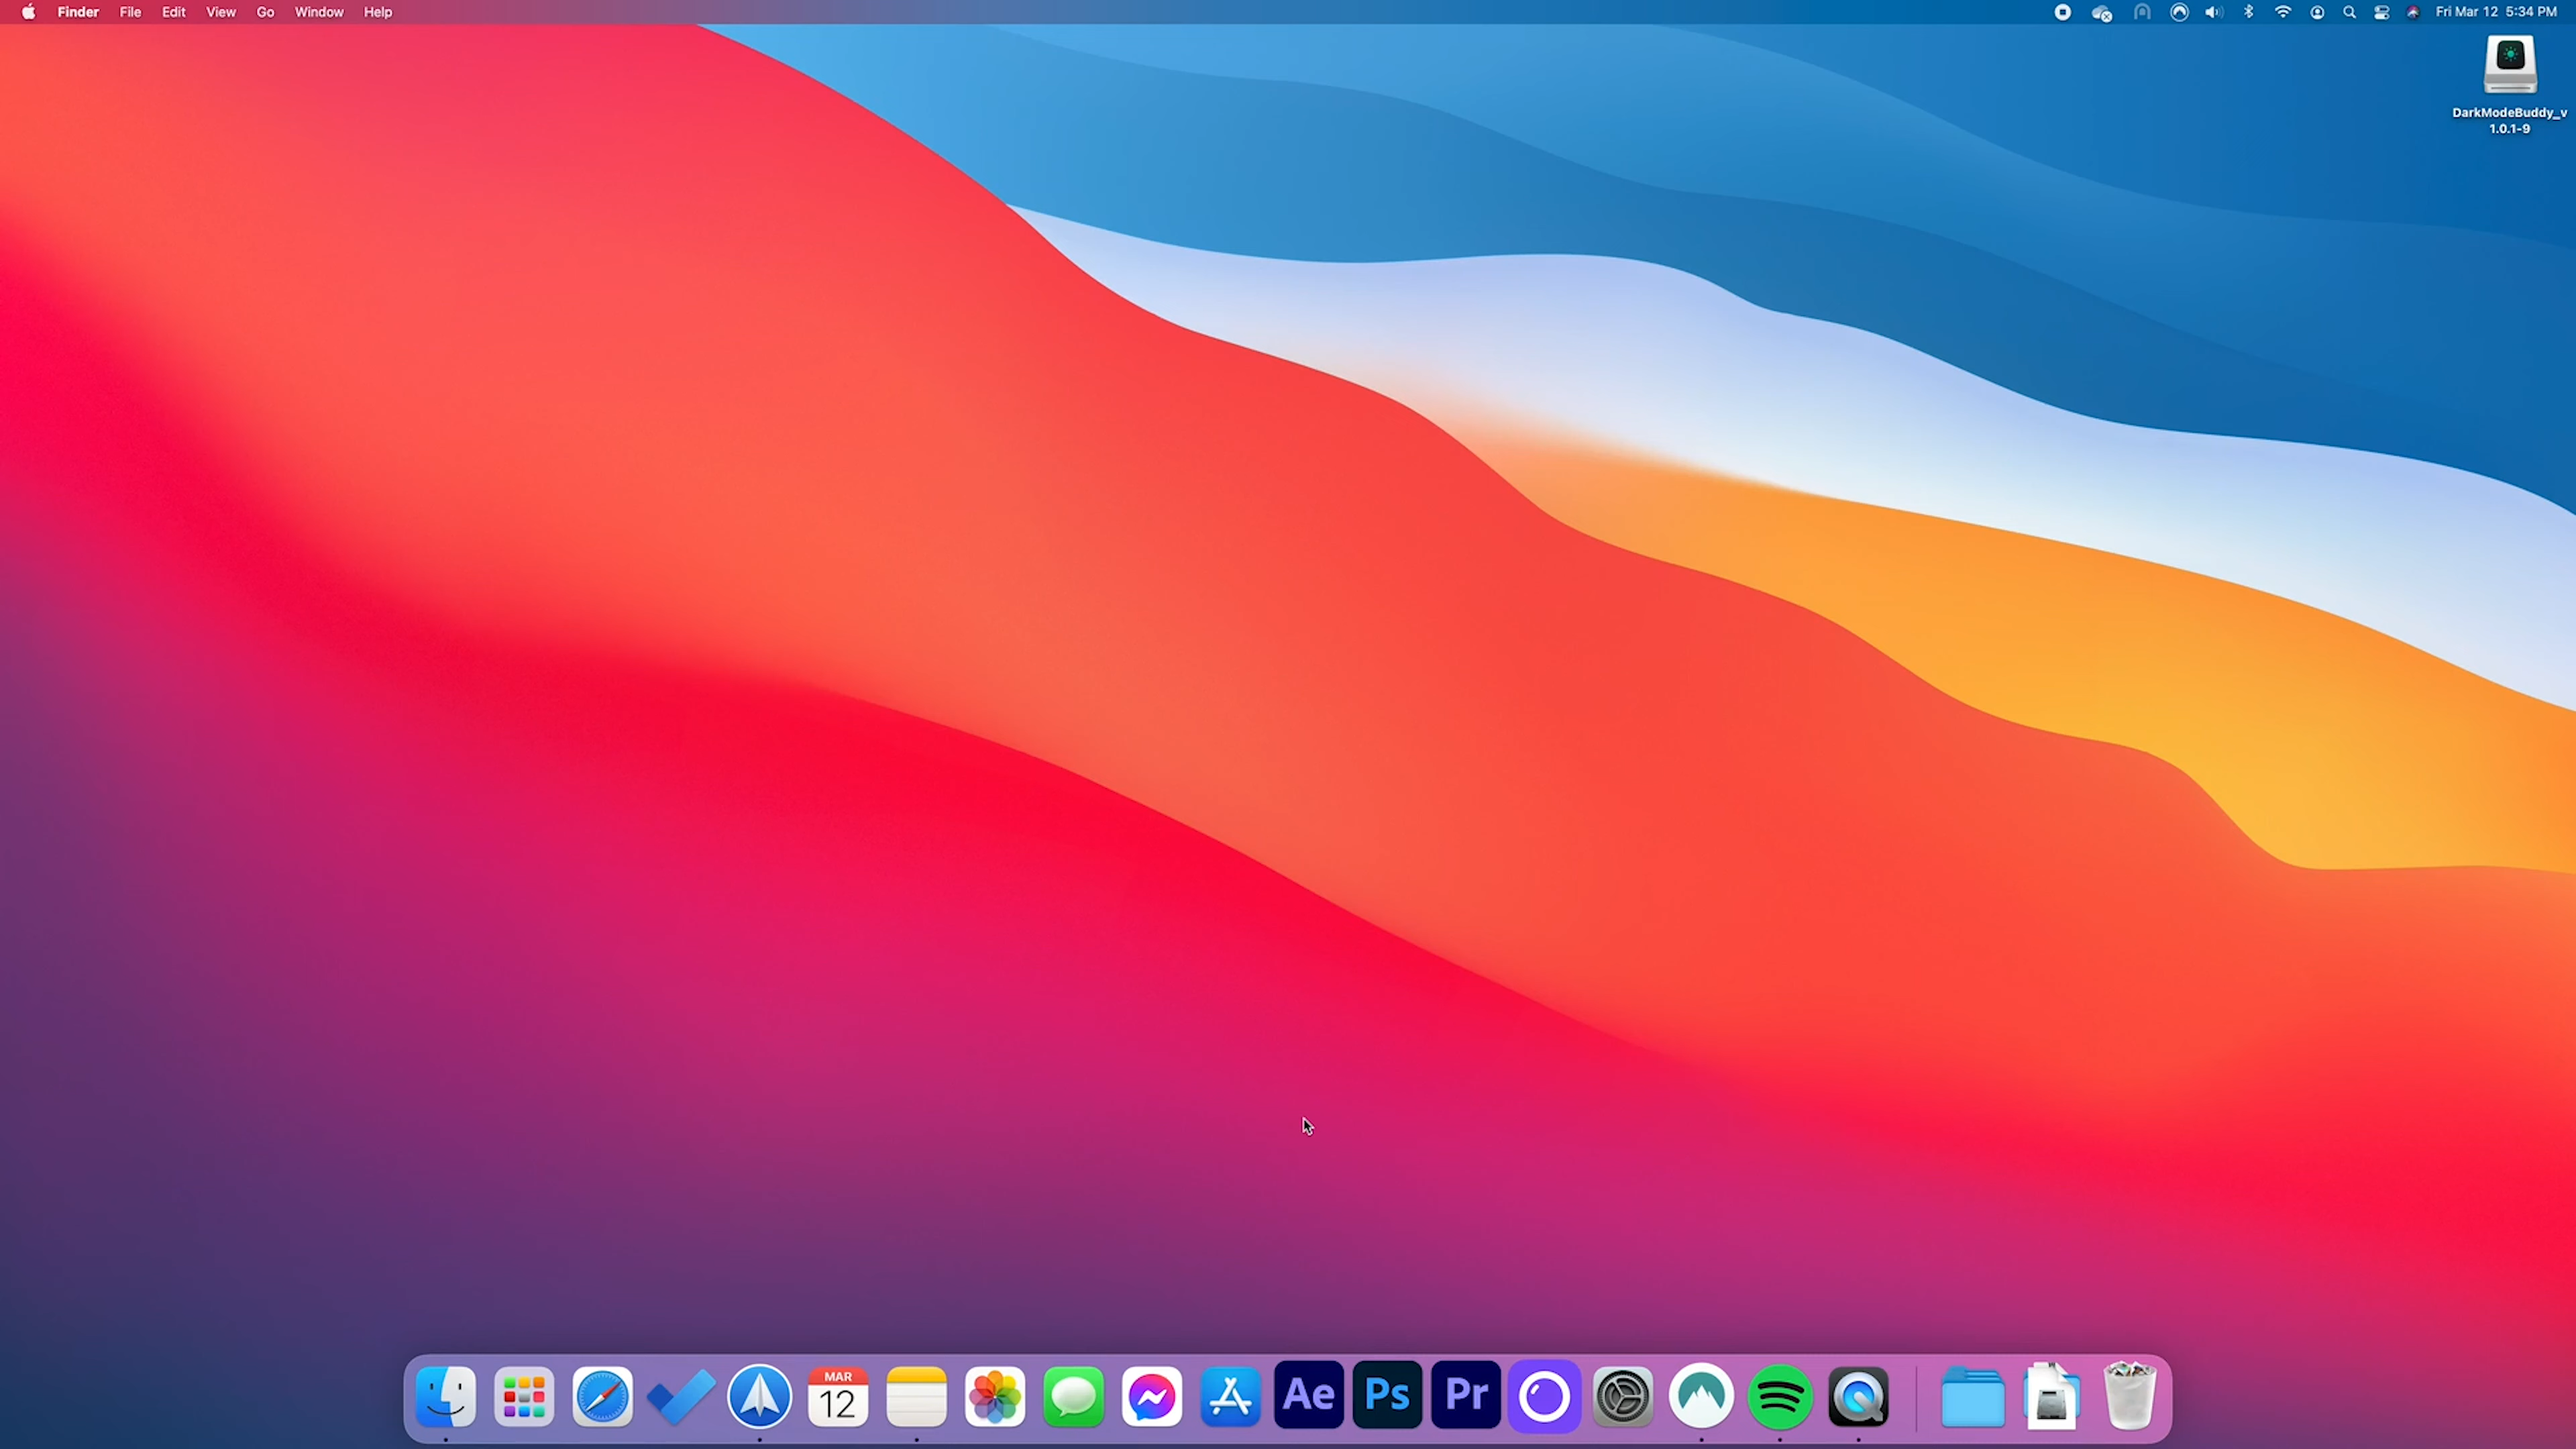 Finder File Edit View Go Window Help Fri Mar 12 5:34 PM
DarkModeBuddy_v
1.0.1-9
MAR
12
Ae Ps Pr